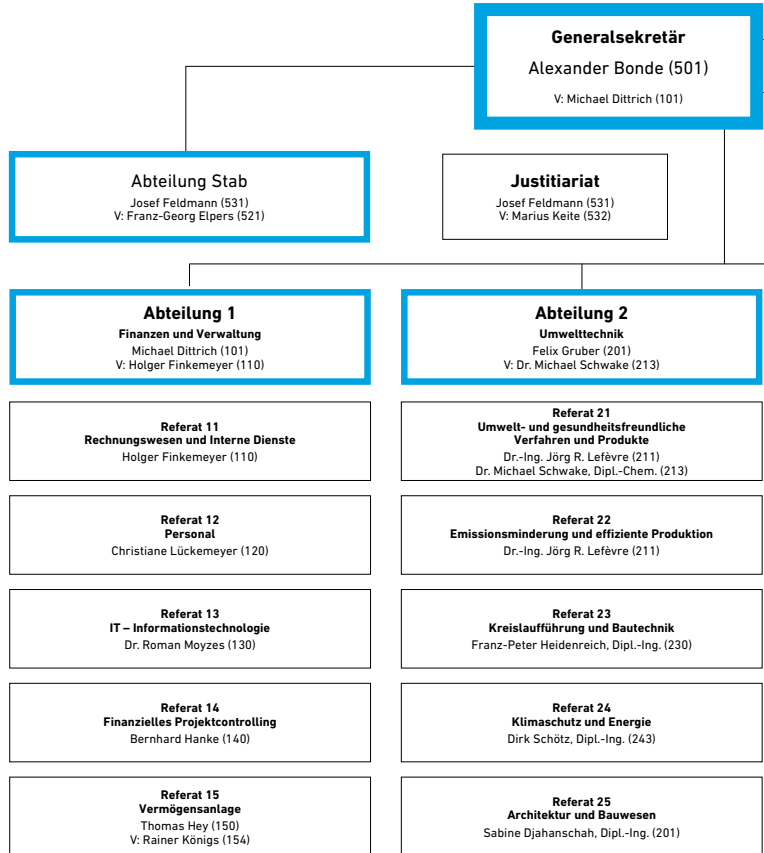 Generalsekretär
Alexander Bonde (501)
V: Michael Dittrich (101)
Abteilung Stab
Josef Feldmann (531)
V: Franz-Georg Elpers (521)
Justitiariat
Josef Feldmann (531)
V: Marius Keite (532)
Abteilung 1
Finanzen und Verwaltung
Michael Dittrich (101)
V: Holger Finkemeyer (110)
Referat 11
Rechnungswesen und Interne Dienste
Holger Finkemeyer (110)
Referat 12
Personal
Christiane Lückemeyer (120)
Referat 13
IT – Informationstechnologie
Dr. Roman Moyzes (130)
Referat 14
Finanzielles Projektcontrolling
Bernhard Hanke (140)
Referat 15
Vermögensanlage
Thomas Hey (150)
V: Rainer Königs (154)
Abteilung 2
Umwelttechnik
Felix Gruber (201)
V: Dr. Michael Schwake (213)
Referat 21
Umwelt- und gesundheitsfreundliche
Verfahren und Produkte
Dr.-Ing. Jörg R. Lefèvre (211)
Dr. Michael Schwake, Dipl.-Chem. (213)
Referat 22
Emissionsminderung und effiziente Produktion
Dr.-Ing. Jörg R. Lefèvre (211)
Referat 23
Kreislaufführung und Bautechnik
Franz-Peter Heidenreich, Dipl.-Ing. (230)
Referat 24
Klimaschutz und Energie
Dirk Schötz, Dipl.-Ing. (243)
Referat 25
Architektur und Bauwesen
Sabine Djahanschah, Dipl.-Ing. (201)